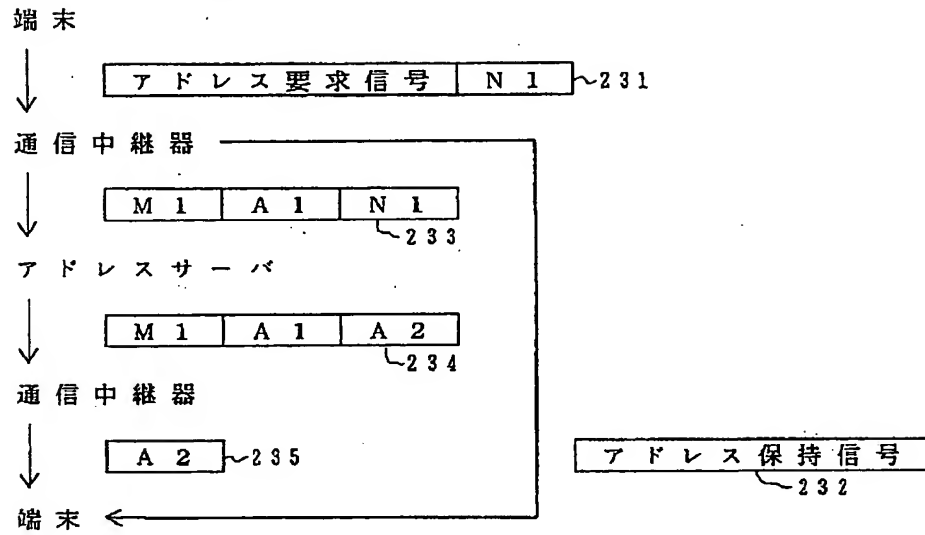 端末
アドレス要求信号 N1 231
通信中継器
M1 A1 N1
233
アドレスサーバ
M1 A1 A2
234
通信中継器
A2 235
アドレス保持信号
232
端末